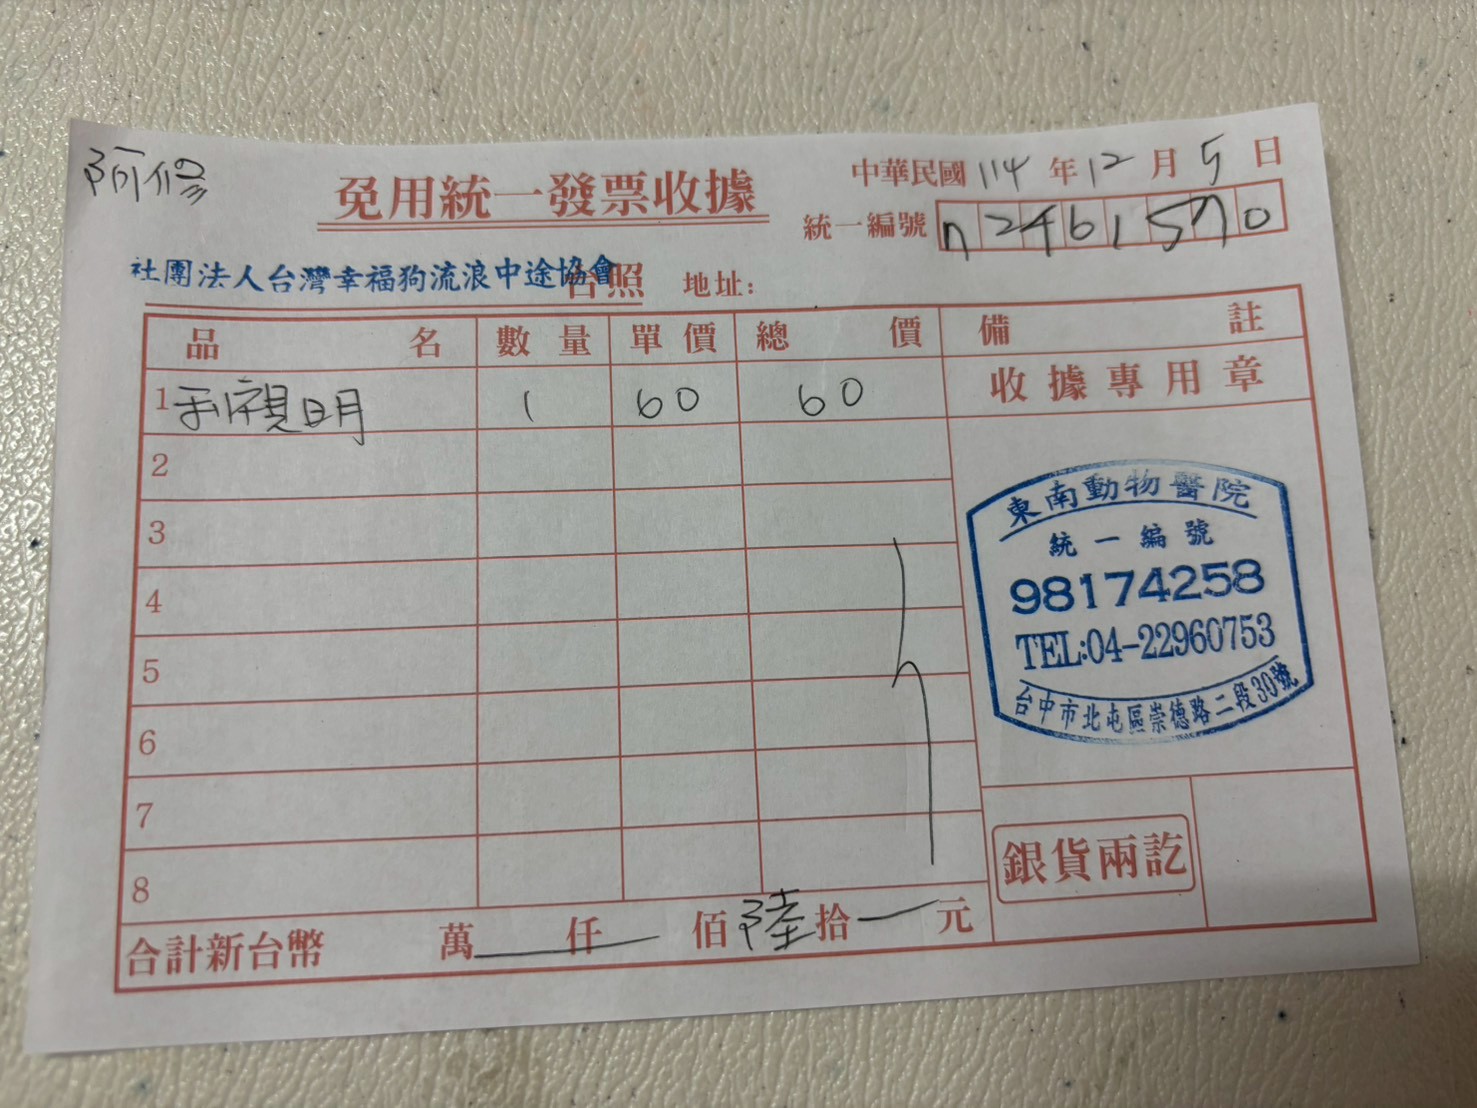 阿修
免用統一發票收據
中華民國 114 年 12 月 5 日
統一編號 72461570
社團法人台灣幸福狗流浪中途協會
台照 地址:
品名 數量 單價 總價 備註
收據專用章
1 視明 1 60 60
2
3
4
5
6
7
8
東南動物醫院
統一編號
98174258
TEL:04-22960753
台中市北屯區崇德路二段30號
銀貨兩訖
合計新台幣 萬 仟 佰 陸 拾 元